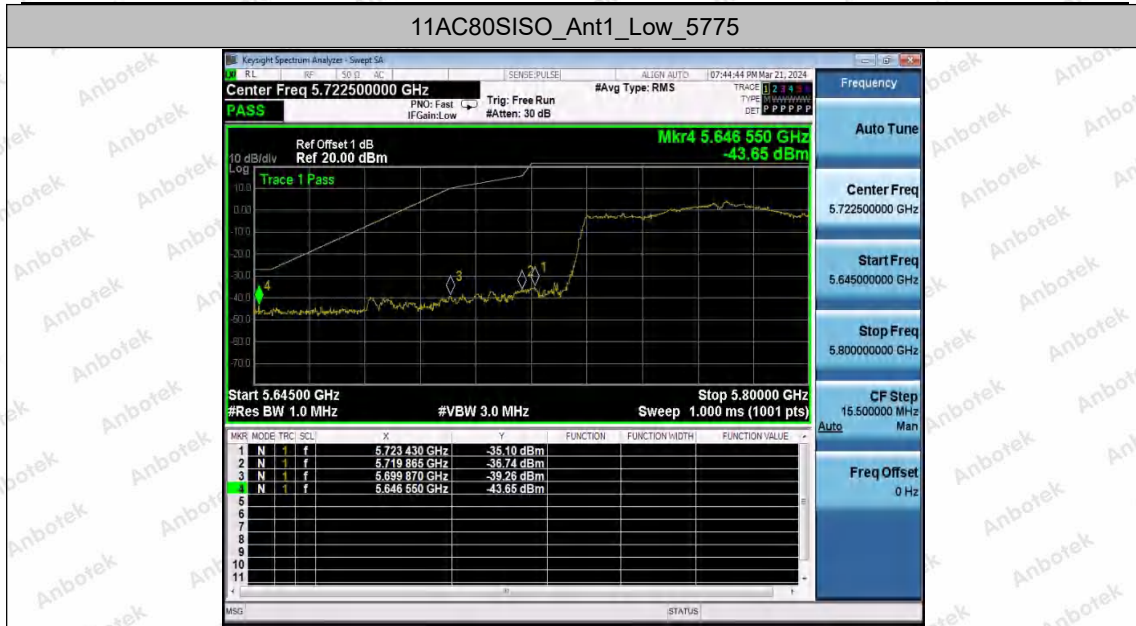 11AC80SISO_Ant1_Low_5775
Keysight Spectrum Analyzer - Swept SA
RL RF 50 Ω AC SENSE:PULSE ALIGN AUTO 07:44:44 PM Mar 21, 2024
Center Freq 5.722500000 GHz
PASS
PNO: Fast
IFGain:Low
Trig: Free Run
#Atten: 30 dB
#Avg Type: RMS
TRACE 1 2 3 4 5 6
TYPE MWWWWW
DET P P P P P P
Frequency
Mkr4 5.646 550 GHz
-43.65 dBm
Ref Offset 1 dB
10 dB/div Ref 20.00 dBm
Log
Trace 1 Pass
10.0
0.00
-10.0
-20.0
-30.0
-40.0
-50.0
-60.0
-70.0
4
3
2
1
Start 5.64500 GHz Stop 5.80000 GHz
#Res BW 1.0 MHz #VBW 3.0 MHz Sweep 1.000 ms (1001 pts)
MKR MODE TRC SCL X Y FUNCTION FUNCTION WIDTH FUNCTION VALUE
1 N 1 f 5.723 430 GHz -35.10 dBm
2 N 1 f 5.719 865 GHz -36.74 dBm
3 N 1 f 5.699 870 GHz -39.26 dBm
4 N 1 f 5.646 550 GHz -43.65 dBm
5
6
7
8
9
10
11
MSG STATUS
Auto Tune
Center Freq
5.722500000 GHz
Start Freq
5.645000000 GHz
Stop Freq
5.800000000 GHz
CF Step
15.500000 MHz
Auto Man
Freq Offset
0 Hz
Anbotek